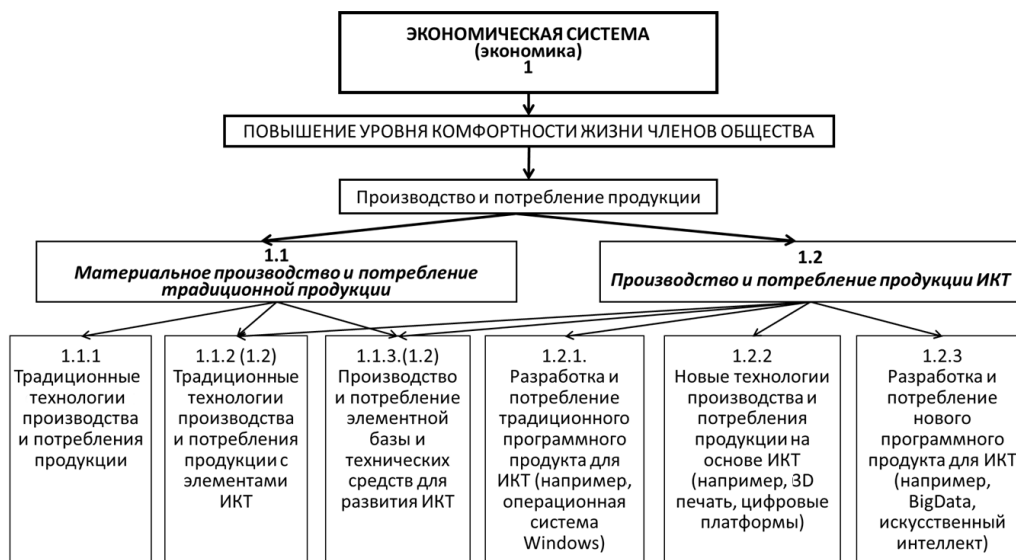 ЭКОНОМИЧЕСКАЯ СИСТЕМА
(экономика)
1
ПОВЫШЕНИЕ УРОВНЯ КОМФОРТНОСТИ ЖИЗНИ ЧЛЕНОВ ОБЩЕСТВА
Производство и потребление продукции
1.1
Материальное производство и потребление
традиционной продукции
1.2
Производство и потребление продукции ИКТ
1.1.1
Традиционные
технологии
производства
и потребления
продукции
1.1.2 (1.2)
Традиционные
технологии
производства
и потребления
продукции с
элементами ИКТ
1.1.3.(1.2)
Производство
и потребление
элементной
базы и
технических
средств для
развития ИКТ
1.2.1.
Разработка и
потребление
традиционного
программного
продукта для
ИКТ (например,
операционная
система
Windows)
1.2.2
Новые технологии
производства и
потребления
продукции на
основе ИКТ
(например, 3D
печать, цифровые
платформы)
1.2.3
Разработка и
потребление
нового
программного
продукта для ИКТ
(например,
BigData,
искусственный
интеллект)